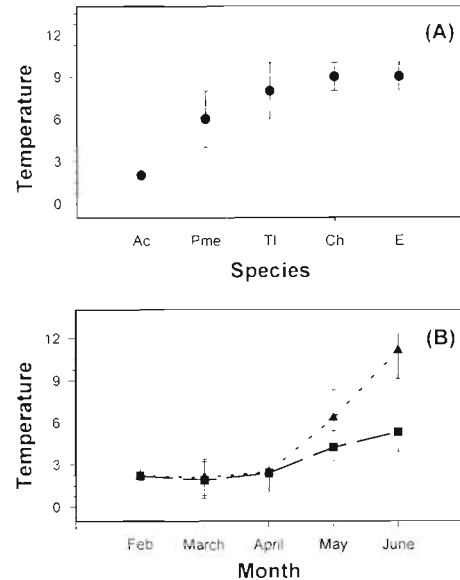 (A)
Temperature
12
9
6
3
0
Ac Pme Tl Ch E
Species
(B)
Temperature
12
9
6
3
0
Feb March April May June
Month